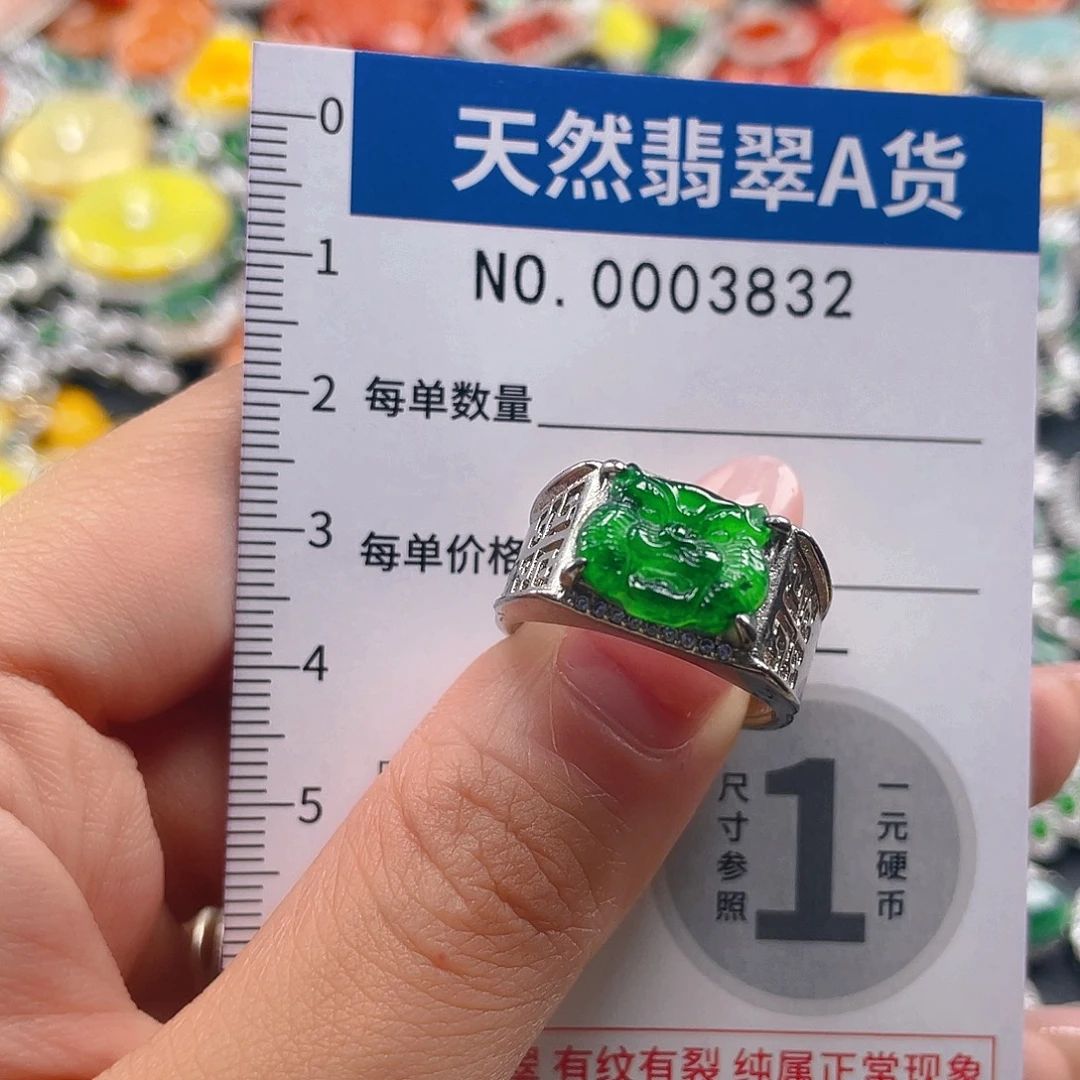 天然翡翠A货
NO. 0003832
0
1
2
3
4
5
每单数量
每单价格
尺寸参照
1
一元硬币
有纹有裂 纯属正常现象